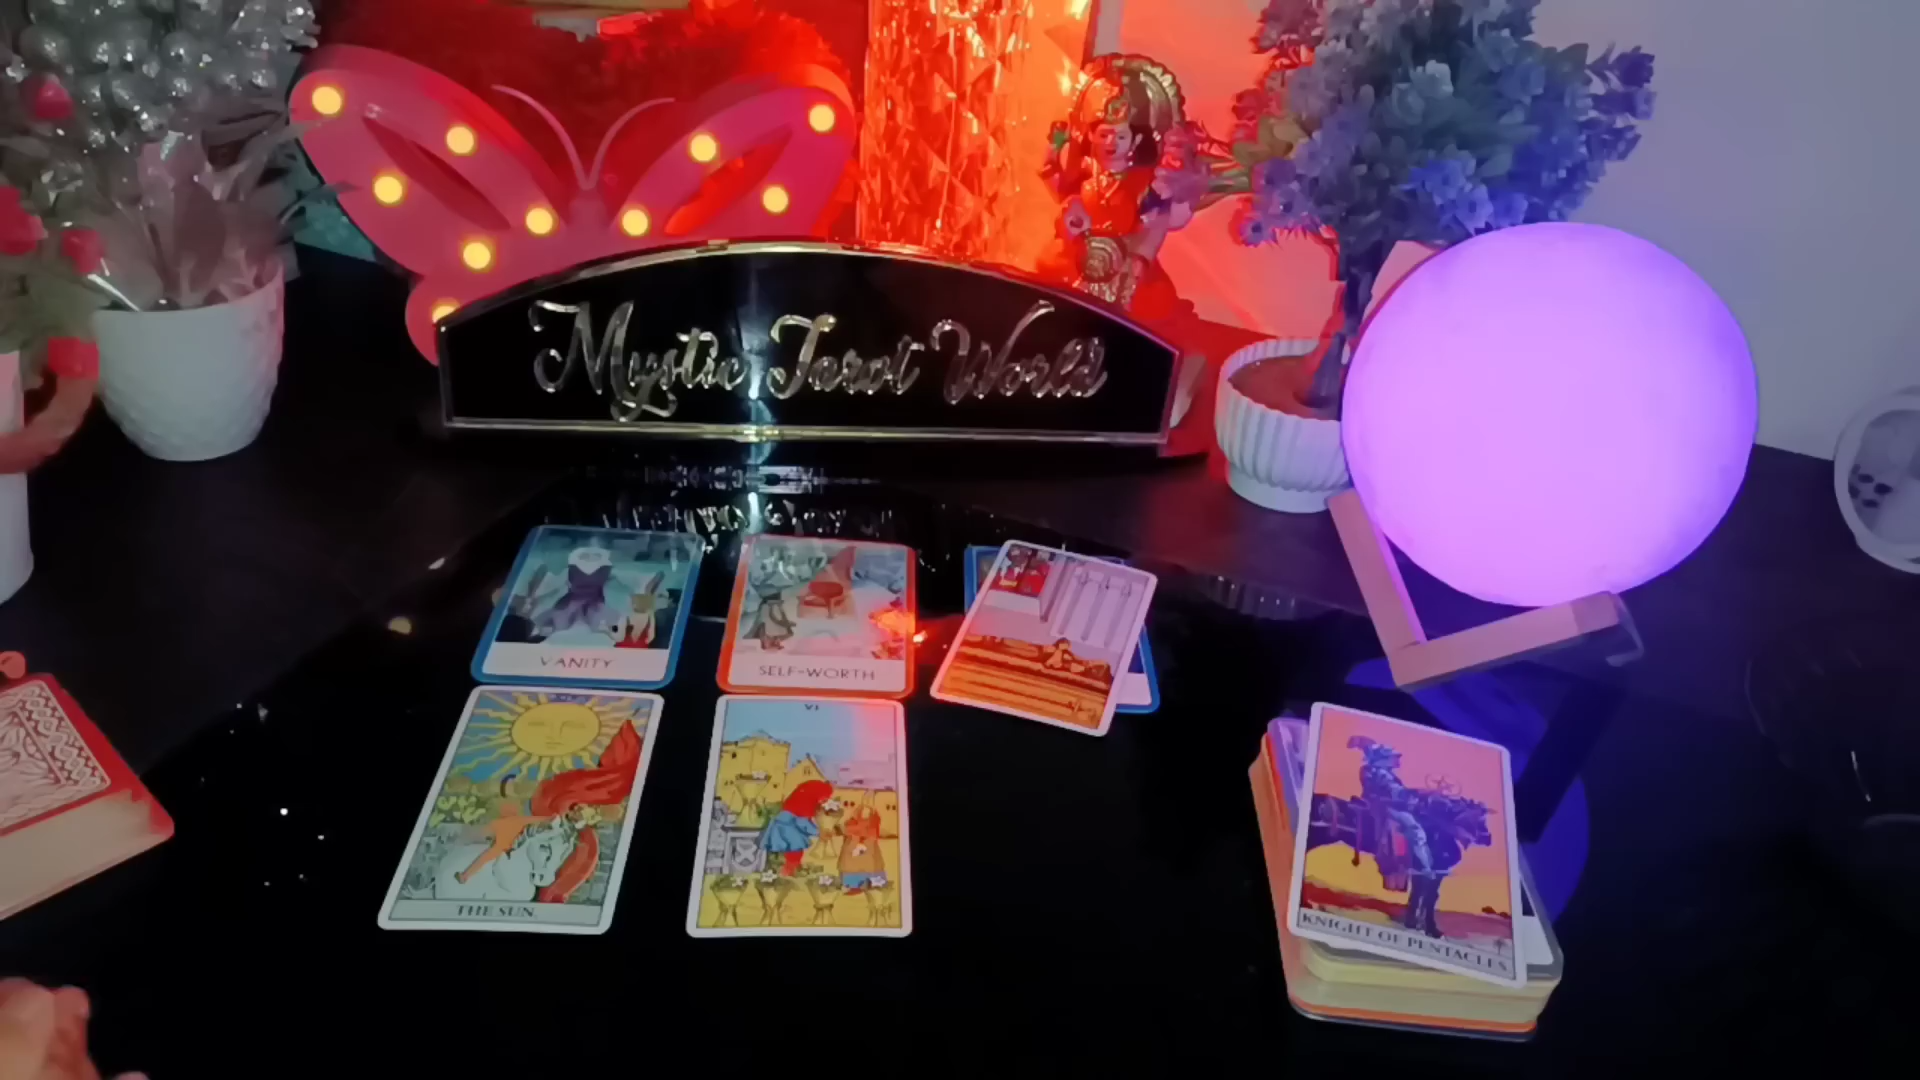 Mystic Tarot World
VANITY
SELF-WORTH
VI
THE SUN.
KNIGHT OF PENTACLES.